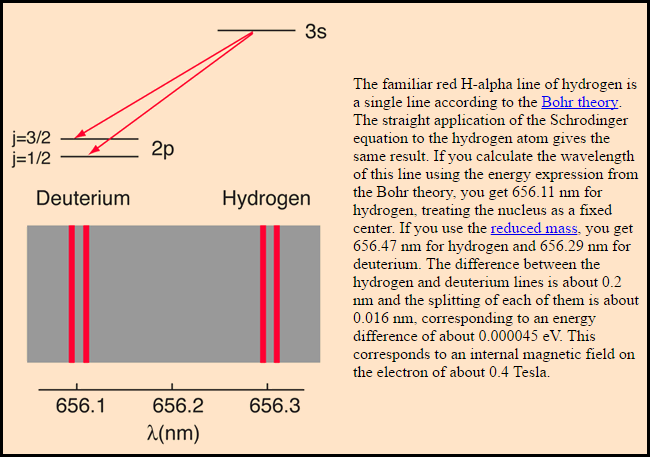 3s
j=3/2
j=1/2
2p
Deuterium
Hydrogen
656.1
656.2
656.3
λ(nm)
The familiar red H-alpha line of hydrogen is
a single line according to the Bohr theory.
The straight application of the Schrodinger
equation to the hydrogen atom gives the
same result. If you calculate the wavelength
of this line using the energy expression from
the Bohr theory, you get 656.11 nm for
hydrogen, treating the nucleus as a fixed
center. If you use the reduced mass, you get
656.47 nm for hydrogen and 656.29 nm for
deuterium. The difference between the
hydrogen and deuterium lines is about 0.2
nm and the splitting of each of them is about
0.016 nm, corresponding to an energy
difference of about 0.000045 eV. This
corresponds to an internal magnetic field on
the electron of about 0.4 Tesla.